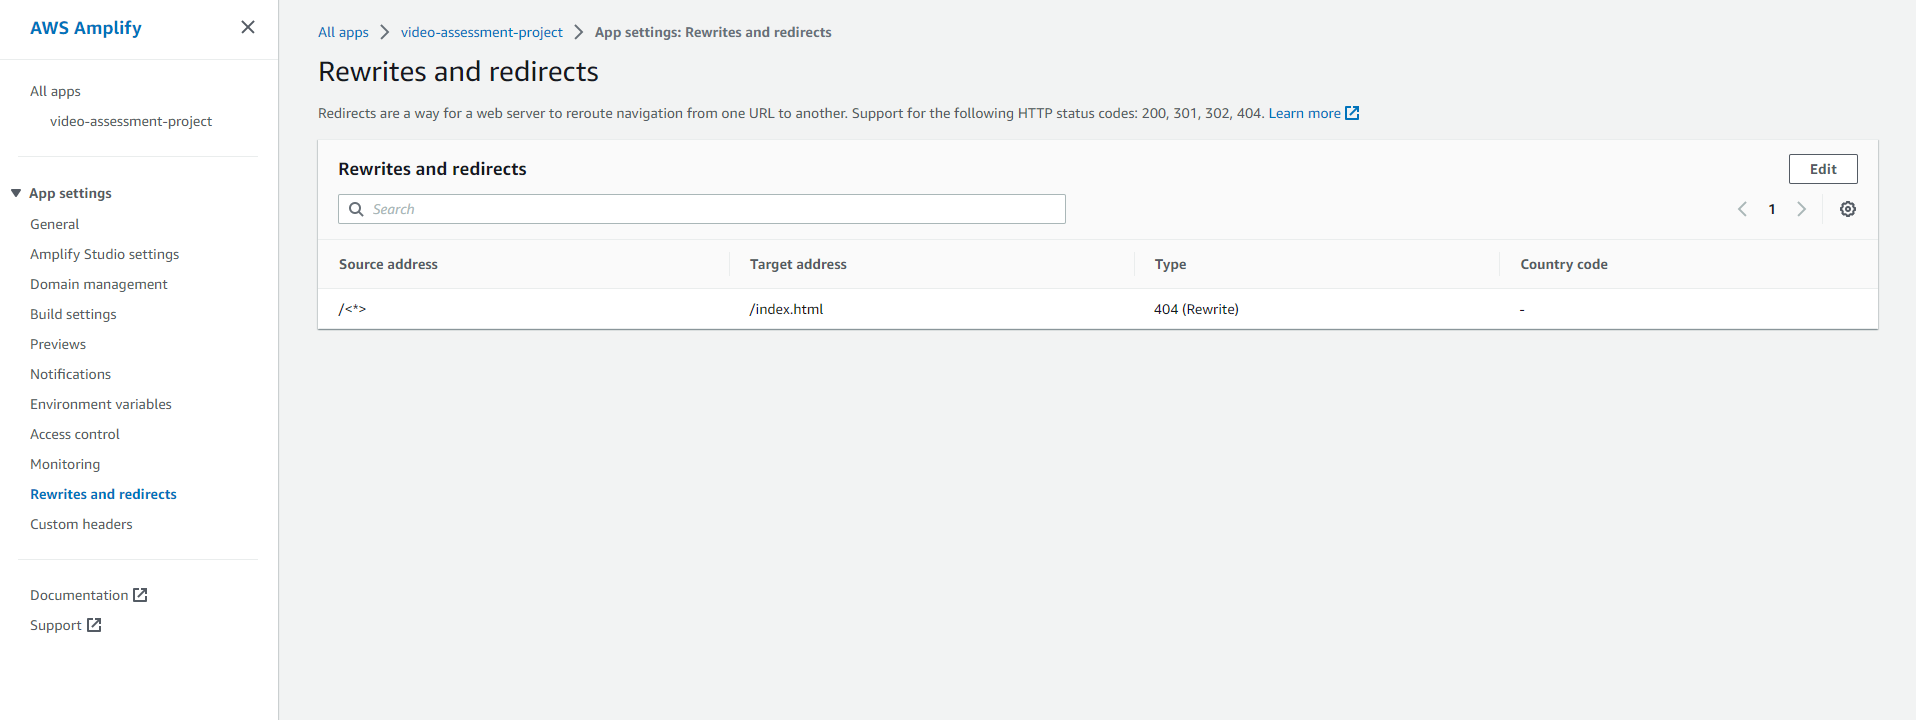 AWS Amplify
All apps
video-assessment-project
App settings
General
Amplify Studio settings
Domain management
Build settings
Previews
Notifications
Environment variables
Access control
Monitoring
Rewrites and redirects
Custom headers
Documentation
Support
All apps > video-assessment-project > App settings: Rewrites and redirects
Rewrites and redirects
Redirects are a way for a web server to reroute navigation from one URL to another. Support for the following HTTP status codes: 200, 301, 302, 404. Learn more
Rewrites and redirects
Edit
Search
1
Source address Target address Type Country code
/<*> /index.html 404 (Rewrite) -